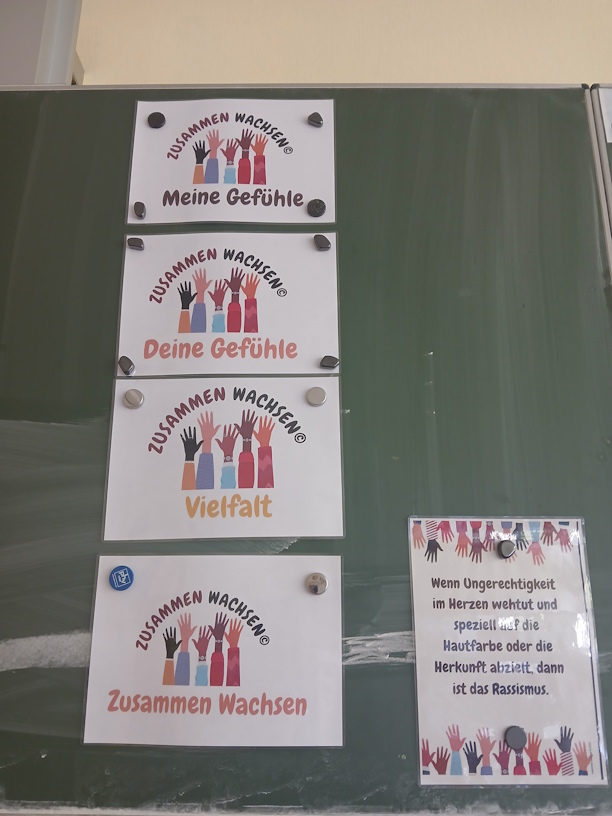 ZUSAMMEN WACHSEN©
Meine Gefühle
ZUSAMMEN WACHSEN©
Deine Gefühle
ZUSAMMEN WACHSEN©
Vielfalt
ZUSAMMEN WACHSEN©
Zusammen Wachsen
Wenn Ungerechtigkeit
im Herzen wehtut und
speziell auf die
Hautfarbe oder die
Herkunft abzielt, dann
ist das Rassismus.